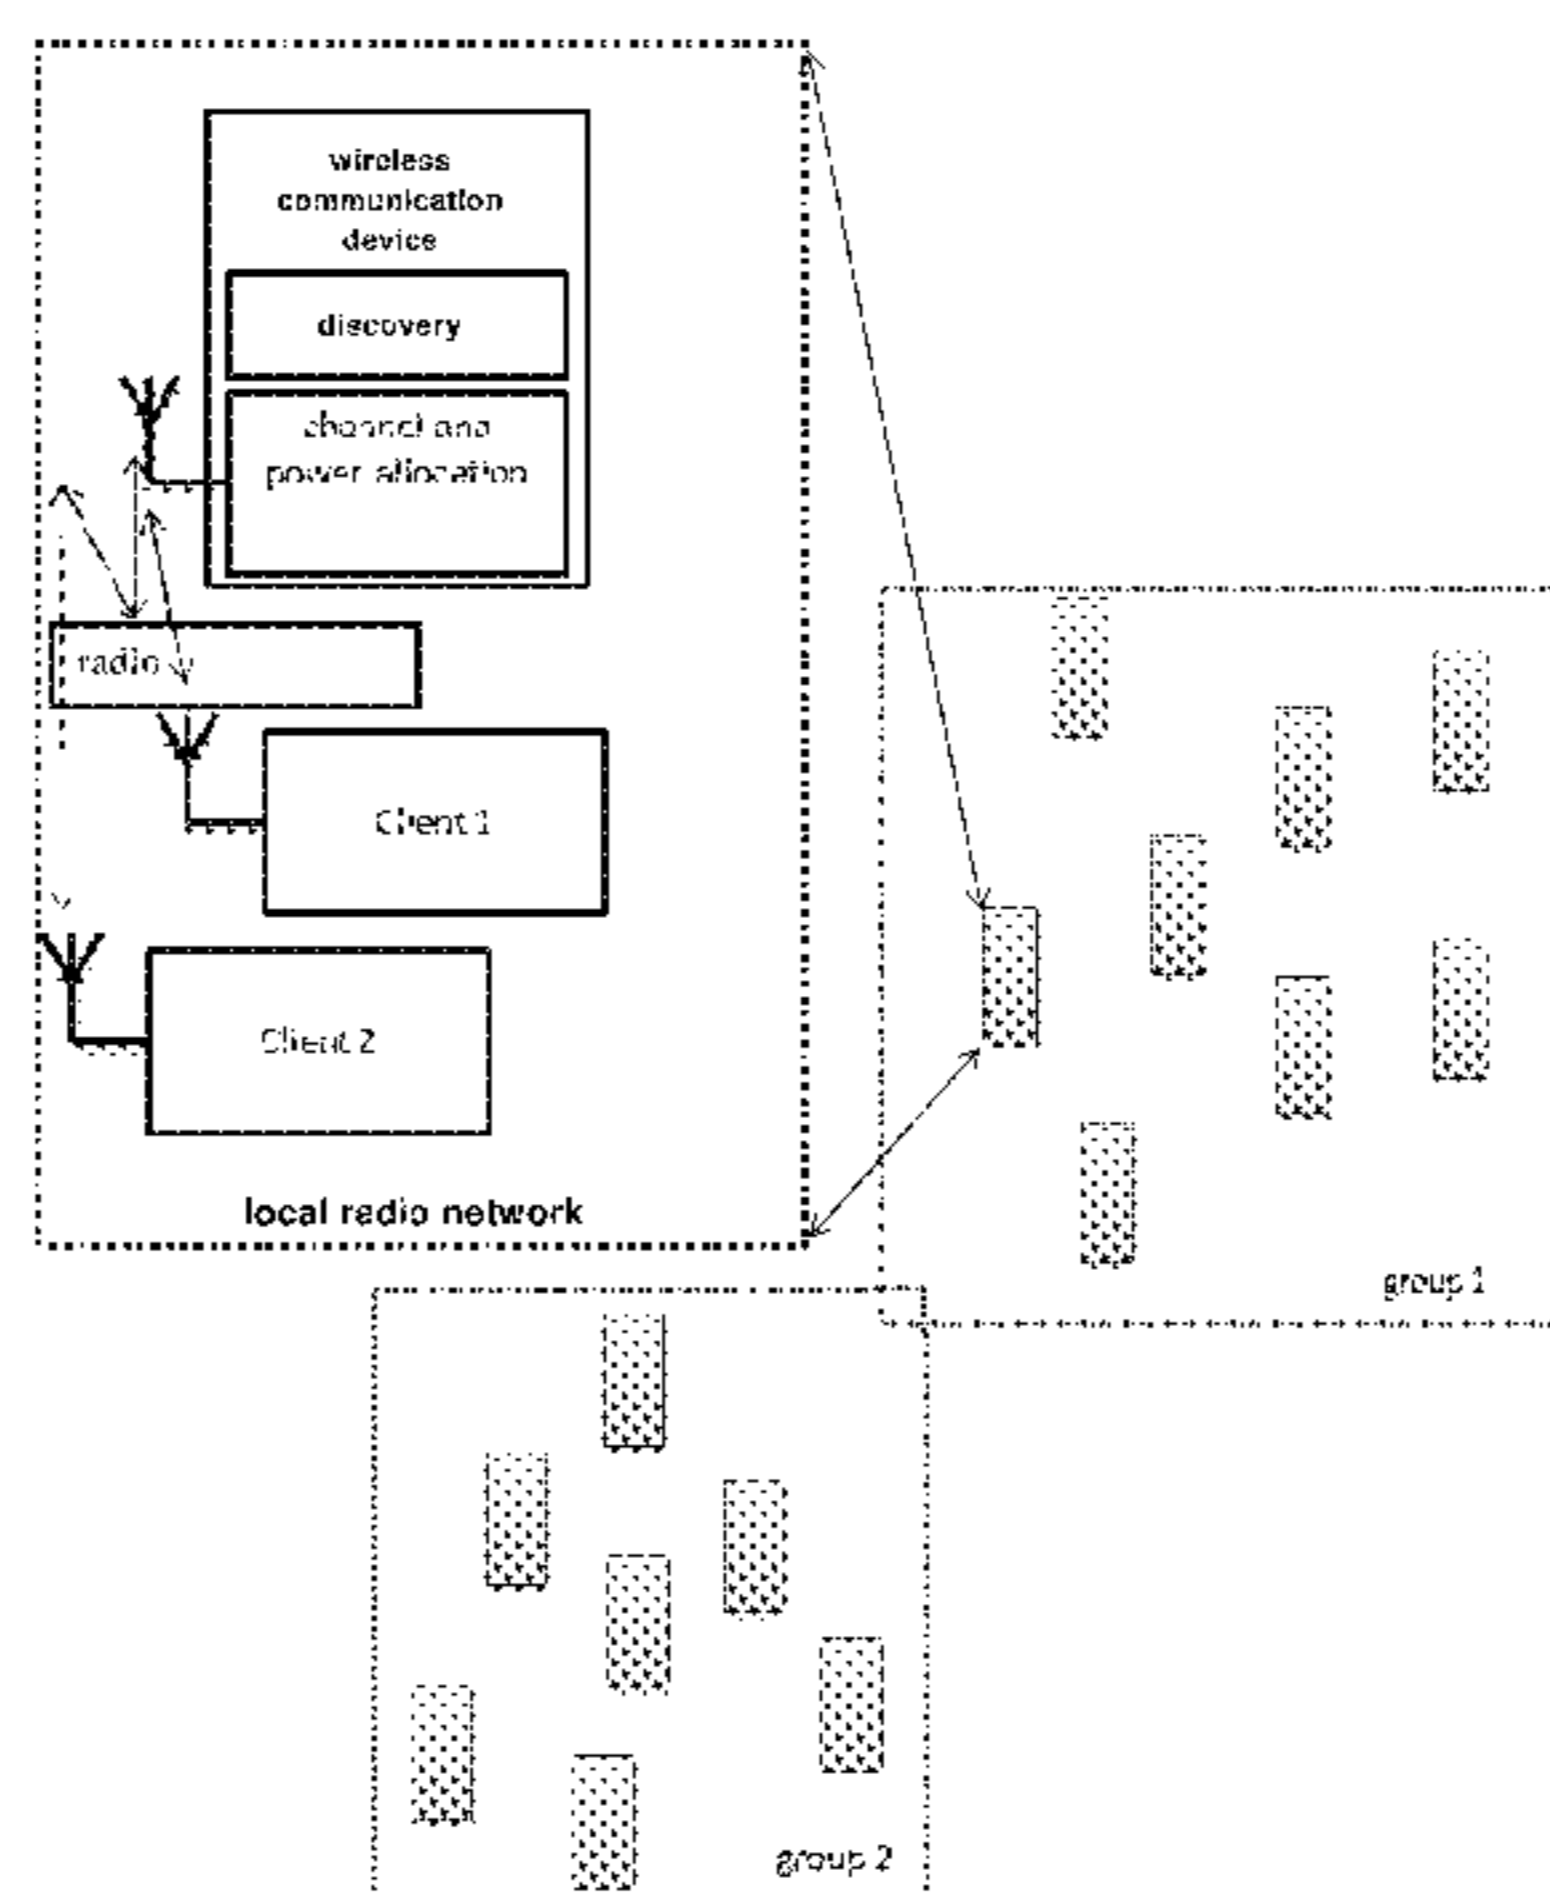 wireless
communication
device
discovery
channel and
power allocation
radio
Client 1
Client 2
local radio network
group 1
group 2